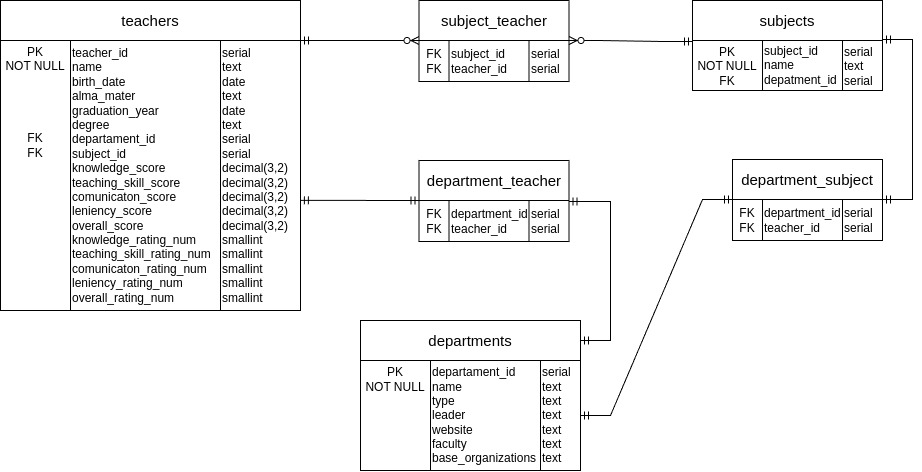 teachers
PK teacher_id serial
NOT NULL name text
birth_date date
alma_mater text
graduation_year date
degree text
FK departament_id serial
FK subject_id serial
knowledge_score decimal(3,2)
teaching_skill_score decimal(3,2)
comunicaton_score decimal(3,2)
leniency_score decimal(3,2)
overall_score decimal(3,2)
knowledge_rating_num smallint
teaching_skill_rating_num smallint
comunicaton_rating_num smallint
leniency_rating_num smallint
overall_rating_num smallint
subject_teacher
FK subject_id serial
FK teacher_id serial
subjects
PK subject_id serial
NOT NULL name text
FK depatment_id serial
department_teacher
FK department_id serial
FK teacher_id serial
department_subject
FK department_id serial
FK teacher_id serial
departments
PK departament_id serial
NOT NULL name text
type text
leader text
website text
faculty text
base_organizations text